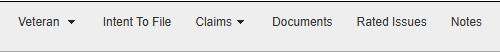 Veteran Intent To File Claims Documents Rated Issues Notes